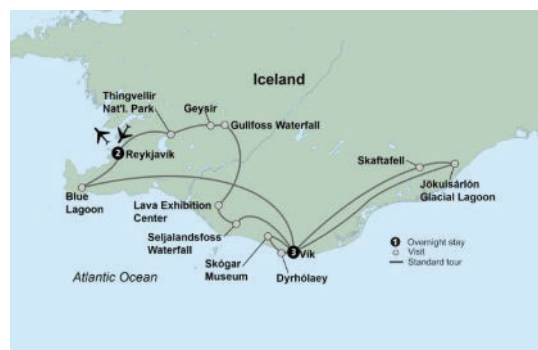 Iceland
Thingvellir
Nat'l. Park
Geysir
Gullfoss Waterfall
2 Reykjavík
Skaftafell
Jökulsárlón
Glacial Lagoon
Blue
Lagoon
Lava Exhibition
Center
Seljalandsfoss
Waterfall
3 Vík
Skógar
Museum
Dyrhólaey
Atlantic Ocean
1 Overnight stay
Visit
Standard tour